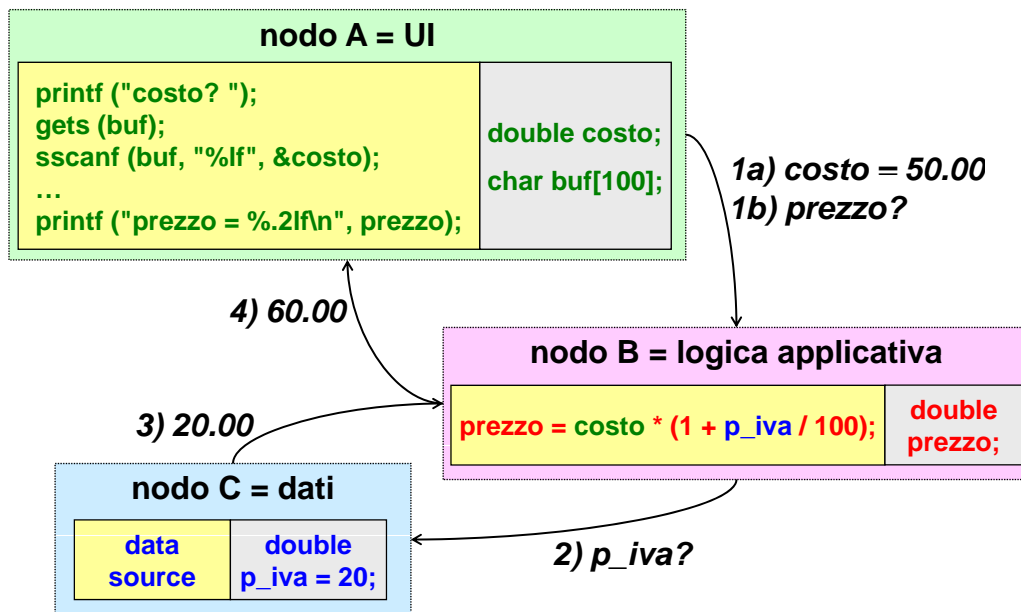 nodo A = UI
printf ("costo? ");
gets (buf);
sscanf (buf, "%lf", &costo);
…
printf ("prezzo = %.2lf\n", prezzo);
double costo;
char buf[100];
1a) costo = 50.00
1b) prezzo?
4) 60.00
nodo B = logica applicativa
prezzo = costo * (1 + p_iva / 100);
double
prezzo;
3) 20.00
nodo C = dati
data
source
double
p_iva = 20;
2) p_iva?